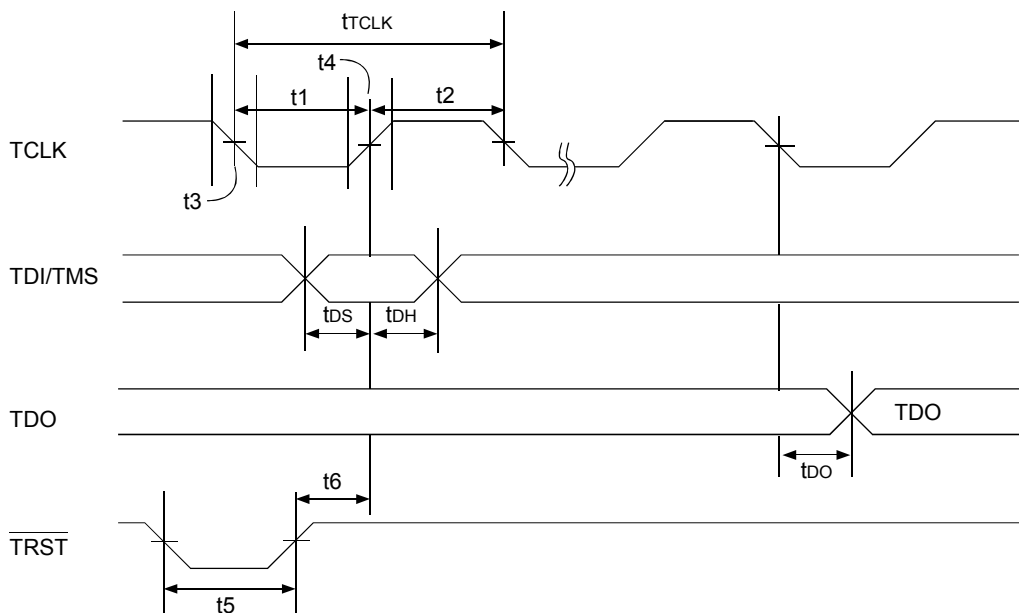 tTCLK
t4
t1
t2
TCLK
t3
TDI/TMS
tDS
tDH
TDO
TDO
tDO
t6
TRST
t5